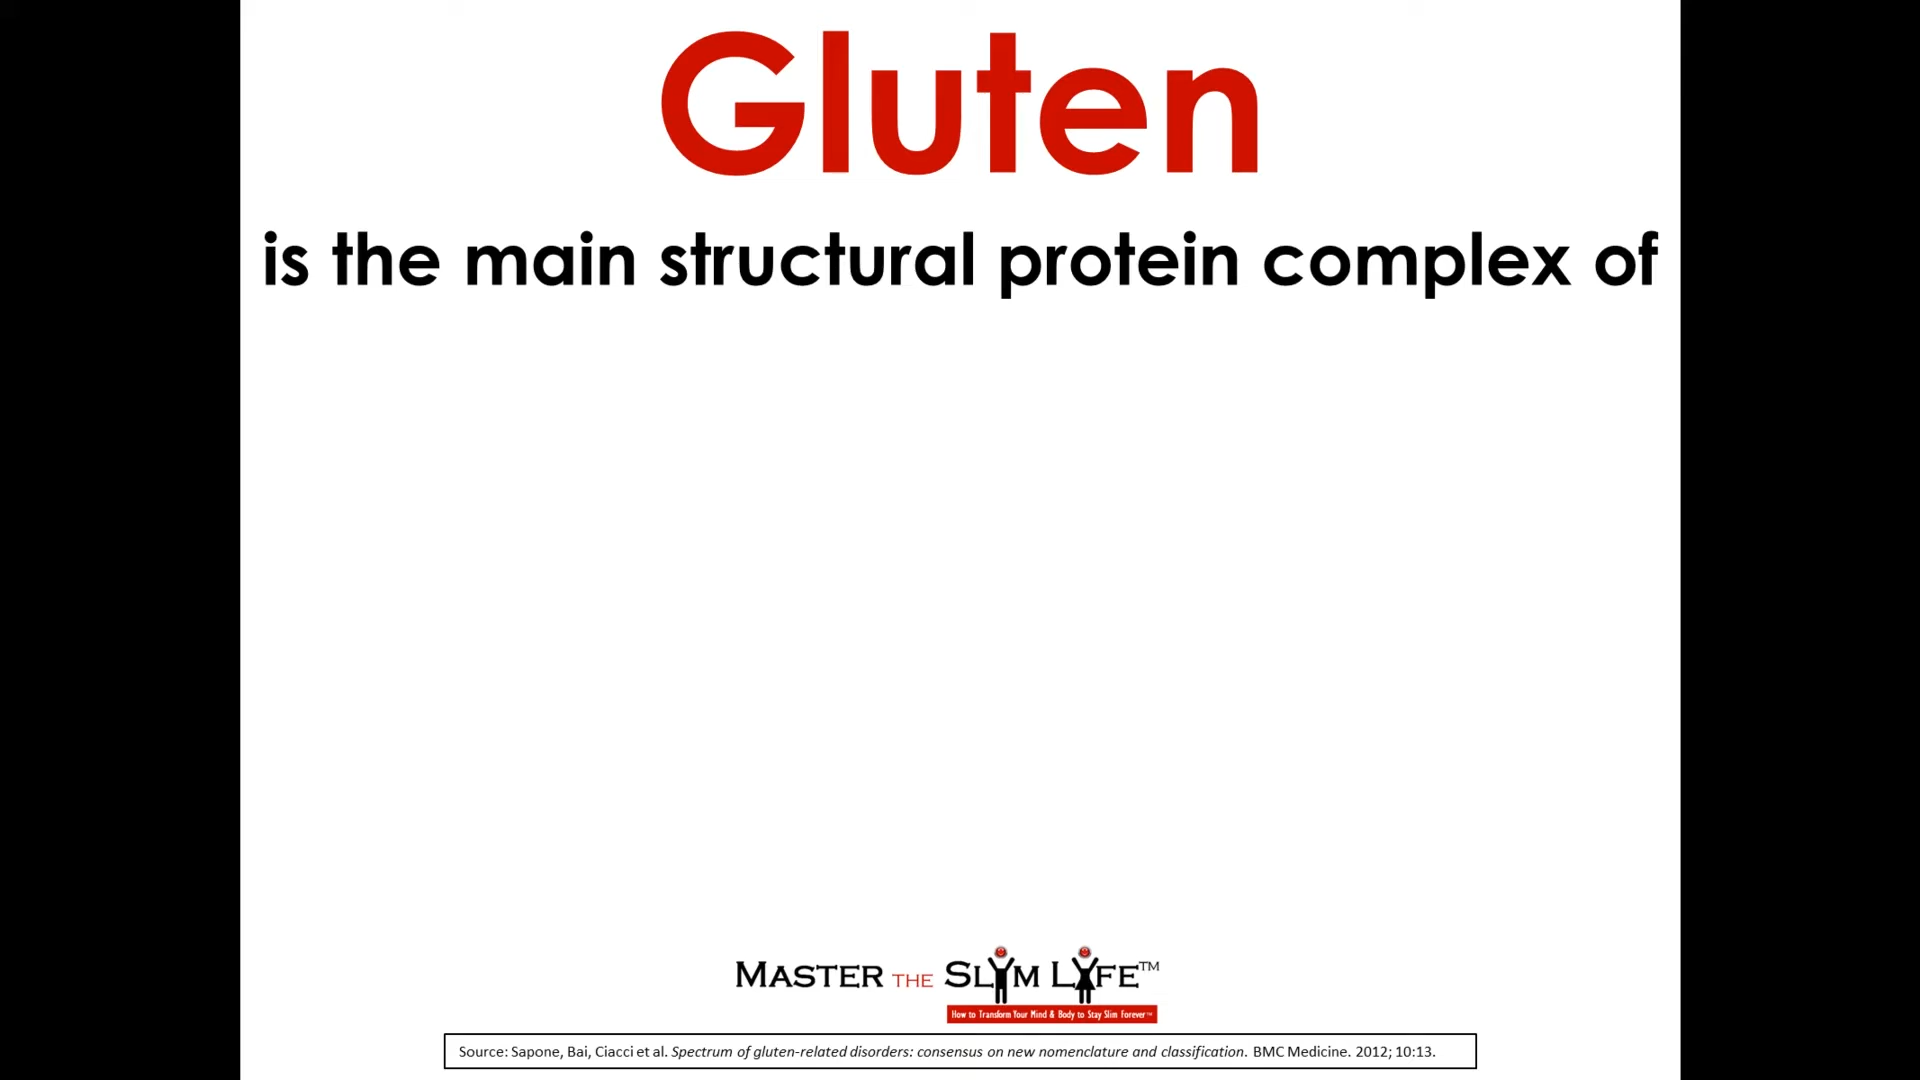 Gluten
is the main structural protein complex of
MASTER THE SLIM LIFE™
How to Transform Your Mind & Body to Stay Slim Forever™
Source: Sapone, Bai, Ciacci et al. Spectrum of gluten-related disorders: consensus on new nomenclature and classification. BMC Medicine. 2012; 10:13.